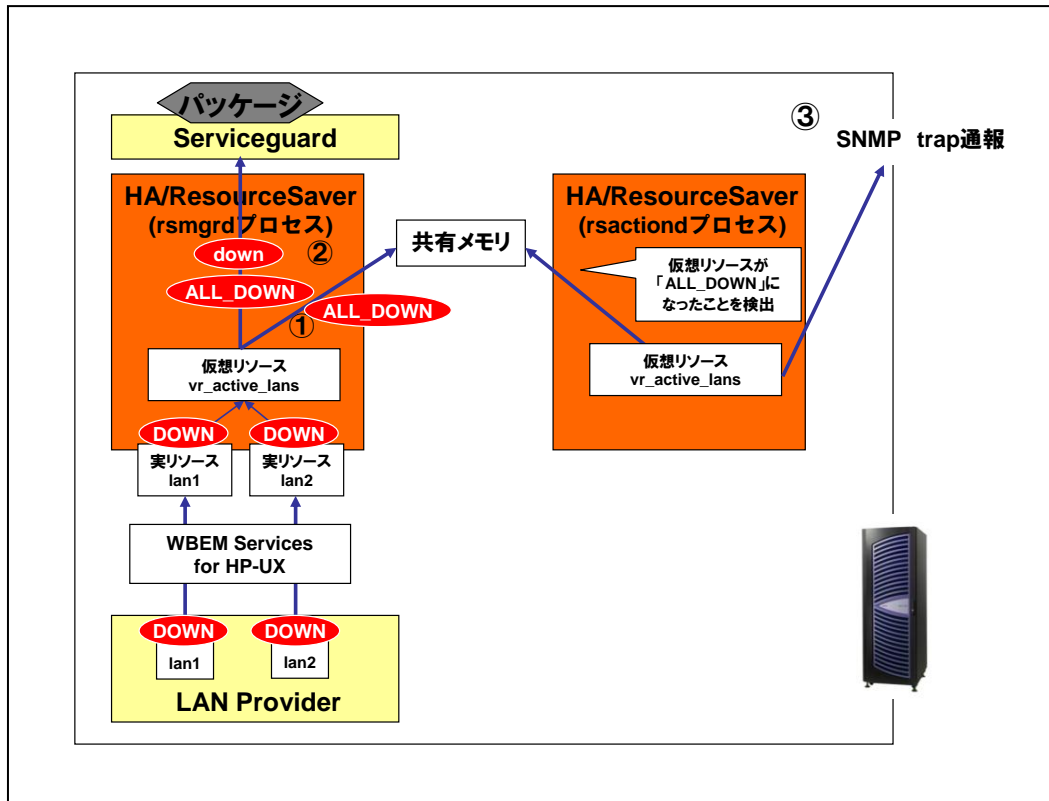 パッケージ
Serviceguard
③
SNMP trap通報
HA/ResourceSaver
(rsmgrdプロセス)
down
②
ALL_DOWN
①
ALL_DOWN
仮想リソース
vr_active_lans
共有メモリ
HA/ResourceSaver
(rsactiondプロセス)
仮想リソースが
「ALL_DOWN」に
なったことを検出
仮想リソース
vr_active_lans
DOWN
DOWN
実リソース
lan1
実リソース
lan2
WBEM Services
for HP-UX
DOWN
DOWN
lan1
lan2
LAN Provider